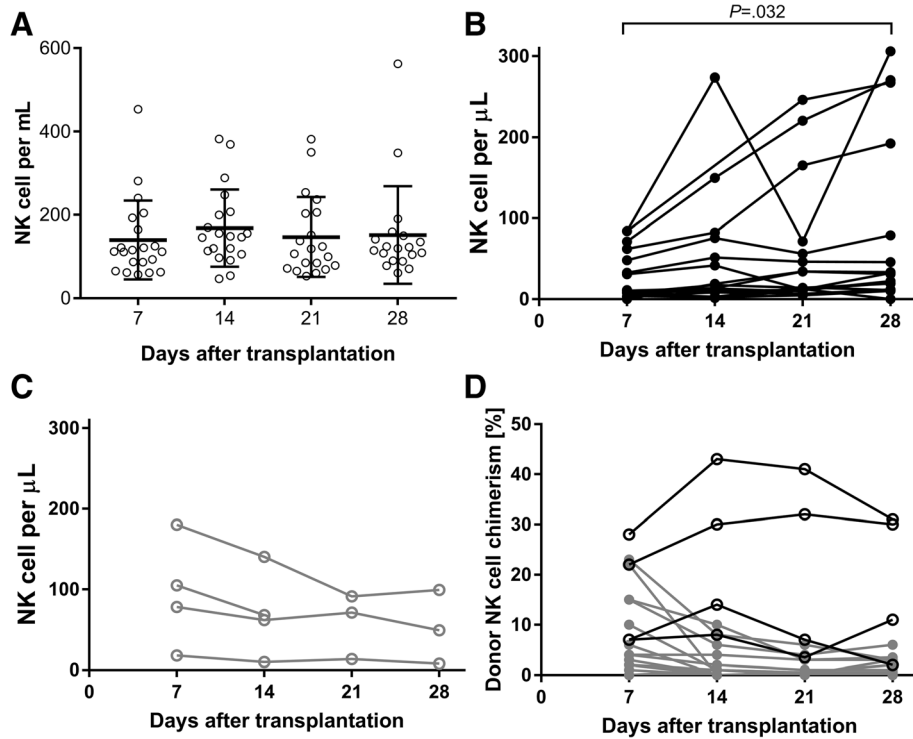 A
NK cell per mL
600
400
200
0
7 14 21 28
Days after transplantation
B
P=.032
NK cell per μL
300
200
100
0
0 7 14 21 28
Days after transplantation
C
NK cell per μL
300
200
100
0
0 7 14 21 28
Days after transplantation
D
Donor NK cell chimerism [%]
50
40
30
20
10
0
0 7 14 21 28
Days after transplantation